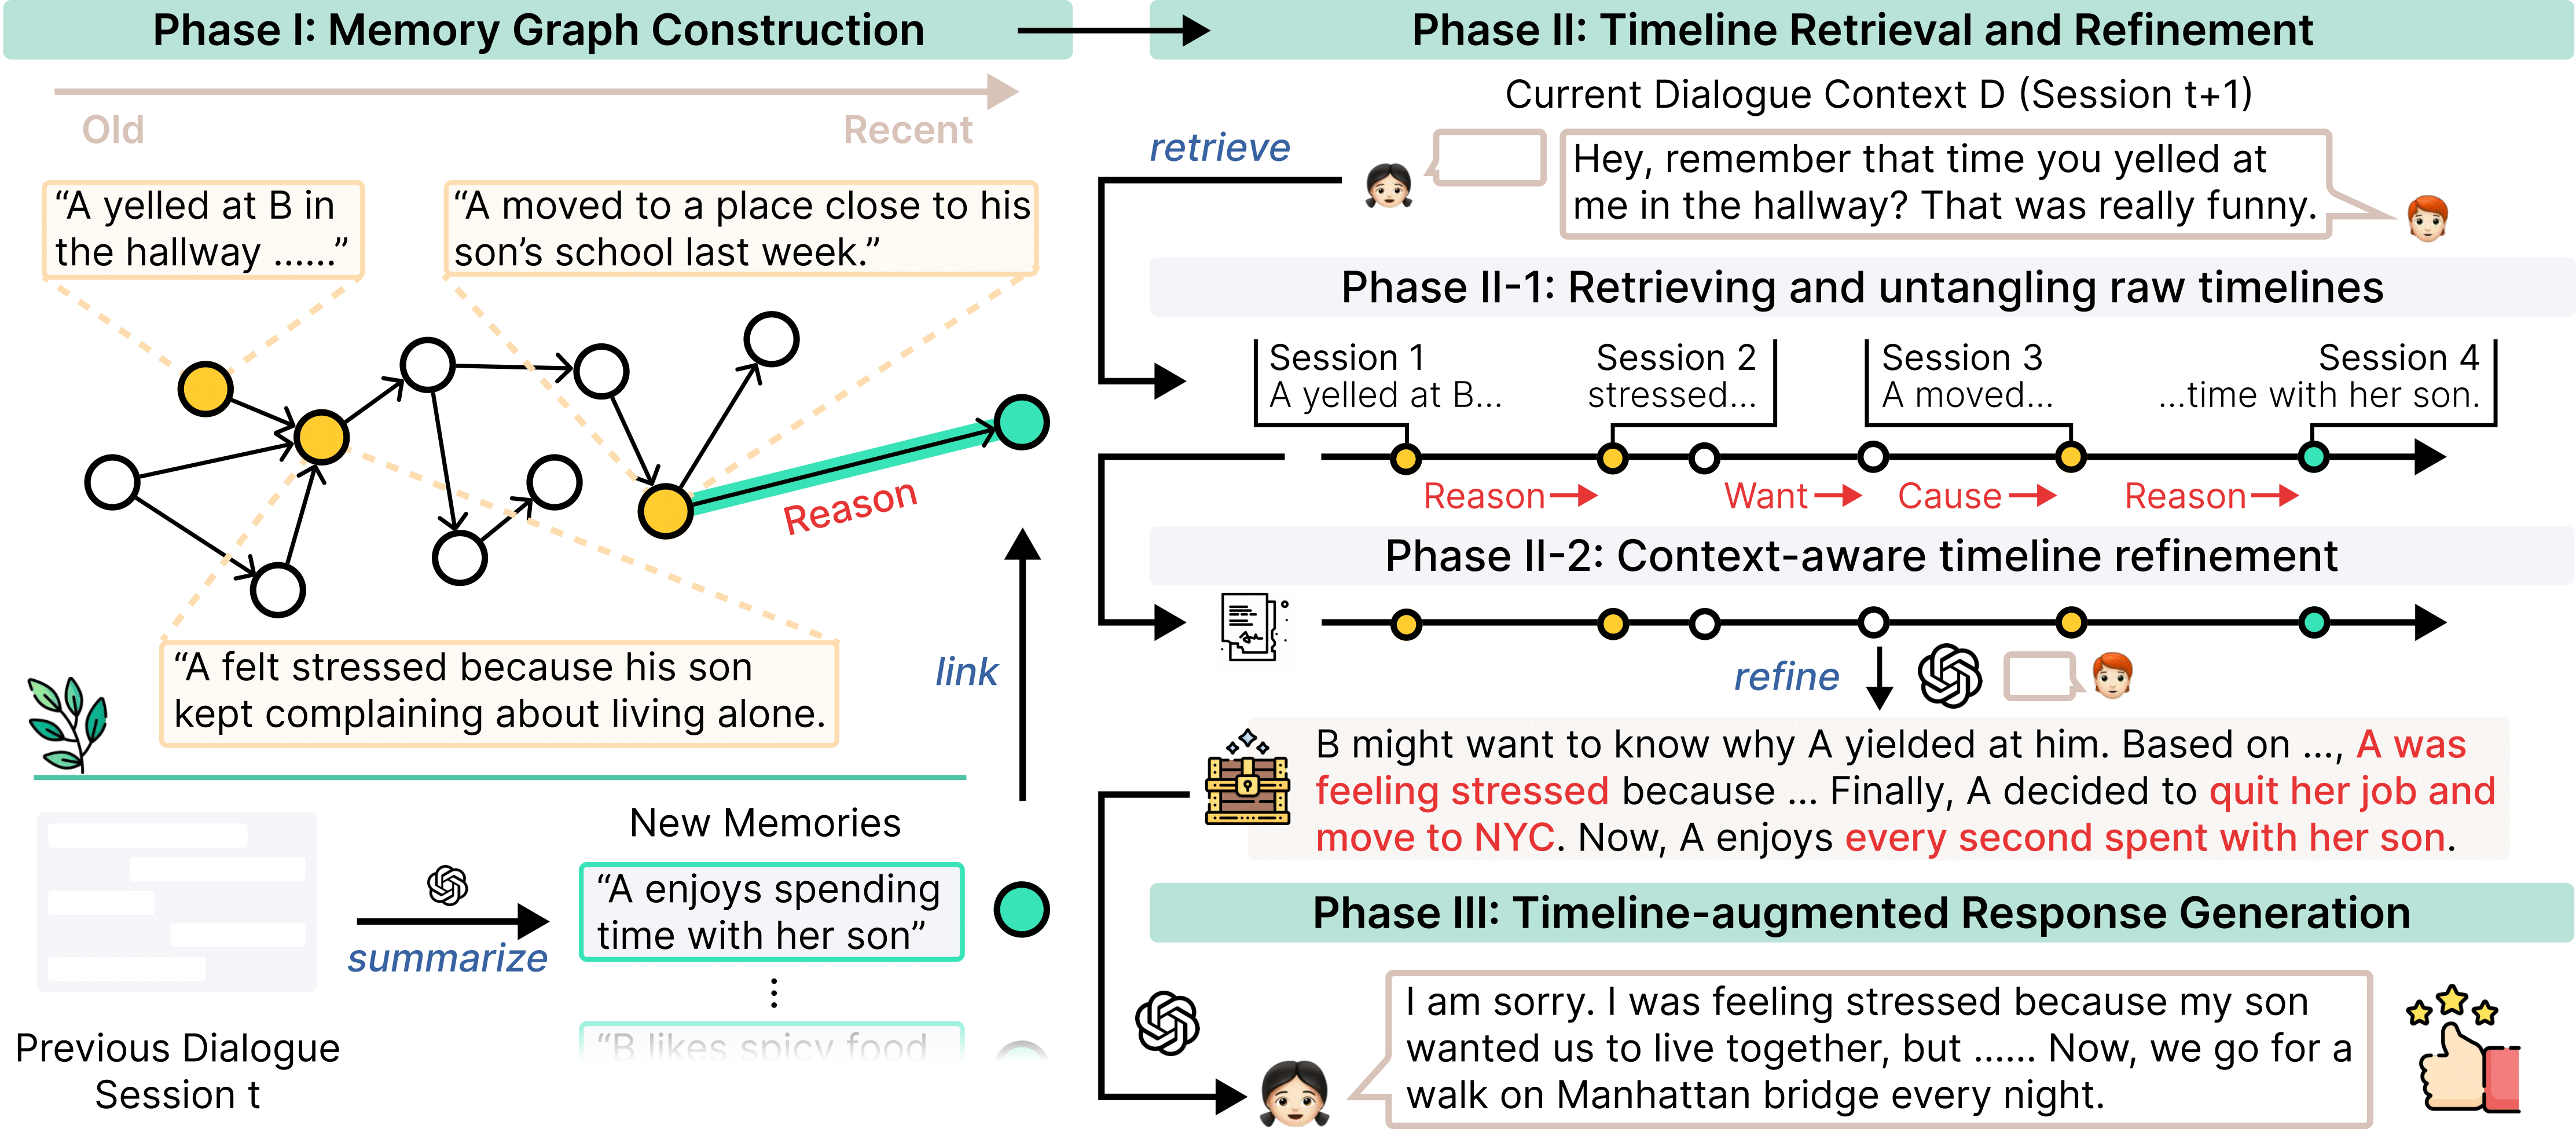 Phase I: Memory Graph Construction
Old
Recent
“A yelled at B in
the hallway ......”
“A moved to a place close to his
son’s school last week.”
Reason
“A felt stressed because his son
kept complaining about living alone.
link
New Memories
“A enjoys spending
time with her son”
⋮
“B likes spicy food
summarize
Previous Dialogue
Session t
Phase II: Timeline Retrieval and Refinement
Current Dialogue Context D (Session t+1)
retrieve
Hey, remember that time you yelled at
me in the hallway? That was really funny.
Phase II-1: Retrieving and untangling raw timelines
Session 1
A yelled at B...
Session 2
stressed...
Session 3
A moved...
Session 4
...time with her son.
Reason
Want
Cause
Reason
Phase II-2: Context-aware timeline refinement
refine
B might want to know why A yielded at him. Based on ..., A was
feeling stressed because ... Finally, A decided to quit her job and
move to NYC. Now, A enjoys every second spent with her son.
Phase III: Timeline-augmented Response Generation
I am sorry. I was feeling stressed because my son
wanted us to live together, but ...... Now, we go for a
walk on Manhattan bridge every night.